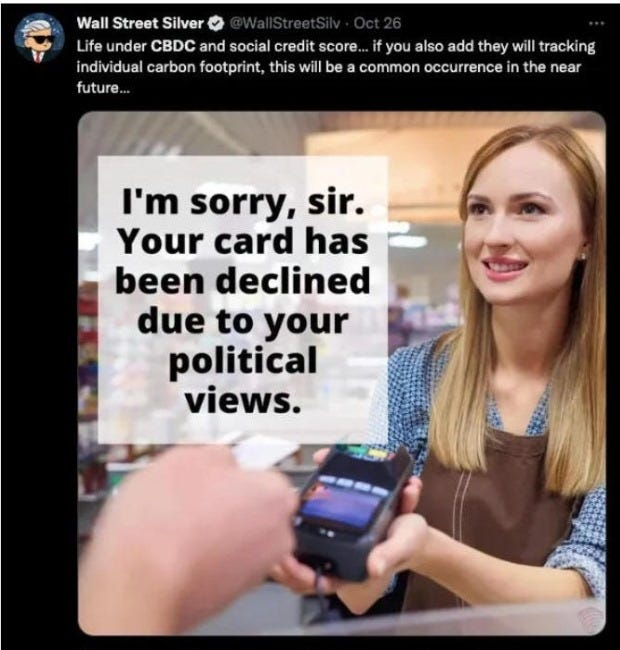 Wall Street Silver @WallStreetSilv · Oct 26
Life under CBDC and social credit score... if you also add they will tracking
individual carbon footprint, this will be a common occurrence in the near
future...
I'm sorry, sir.
Your card has
been declined
due to your
political
views.